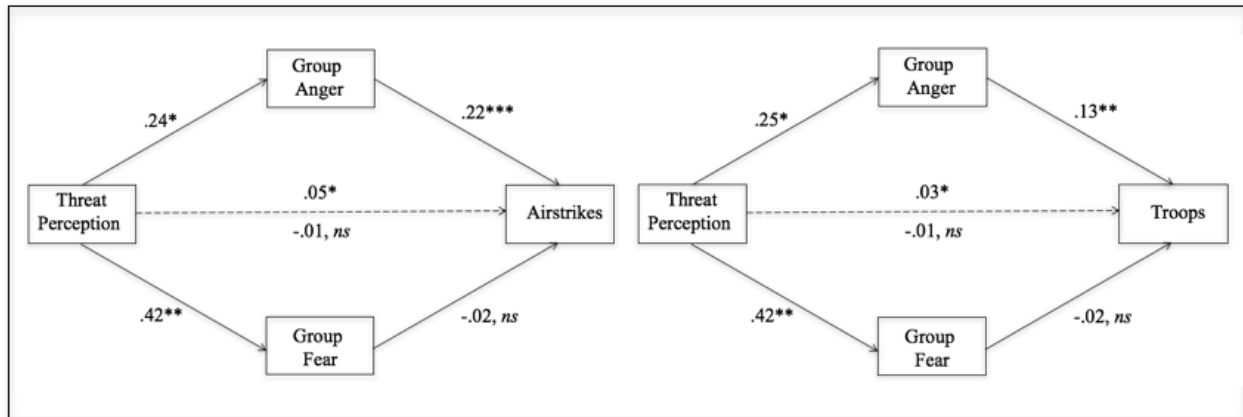 Group
Anger
.24*
.22***
Threat
Perception
.05*
-.01, ns
Airstrikes
.42**
-.02, ns
Group
Fear
Group
Anger
.25*
.13**
Threat
Perception
.03*
-.01, ns
Troops
.42**
-.02, ns
Group
Fear